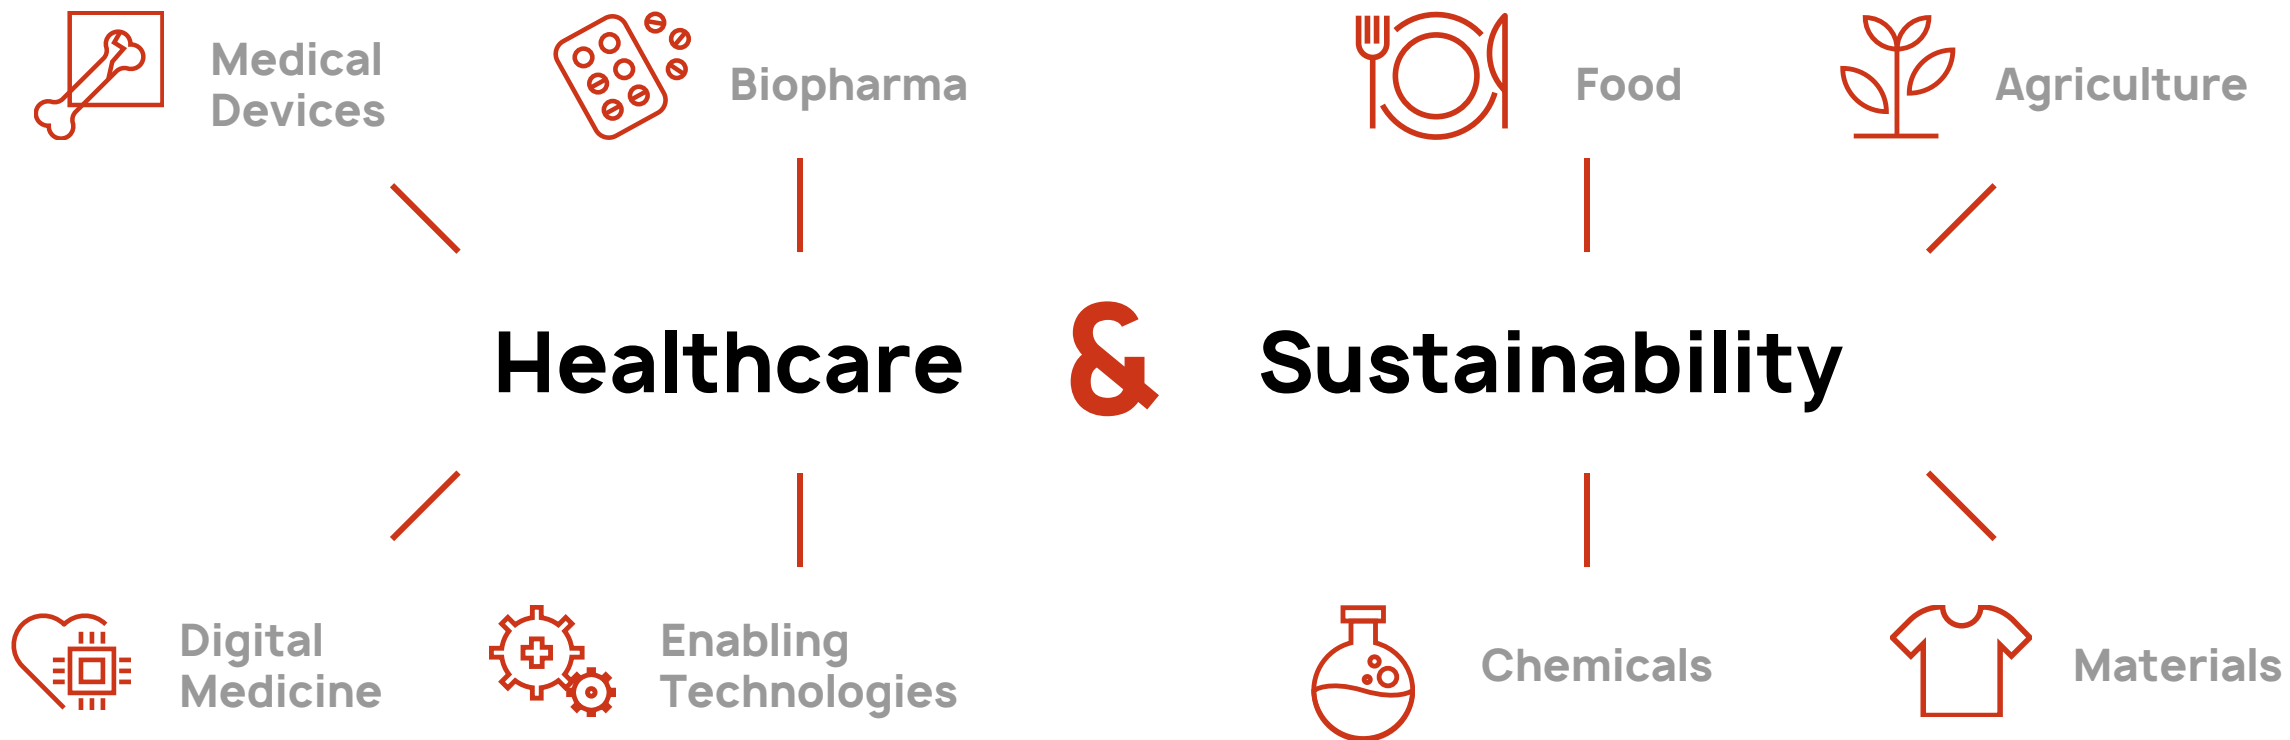 Medical
Devices
Biopharma
Food
Agriculture
Healthcare & Sustainability
Digital
Medicine
Enabling
Technologies
Chemicals
Materials